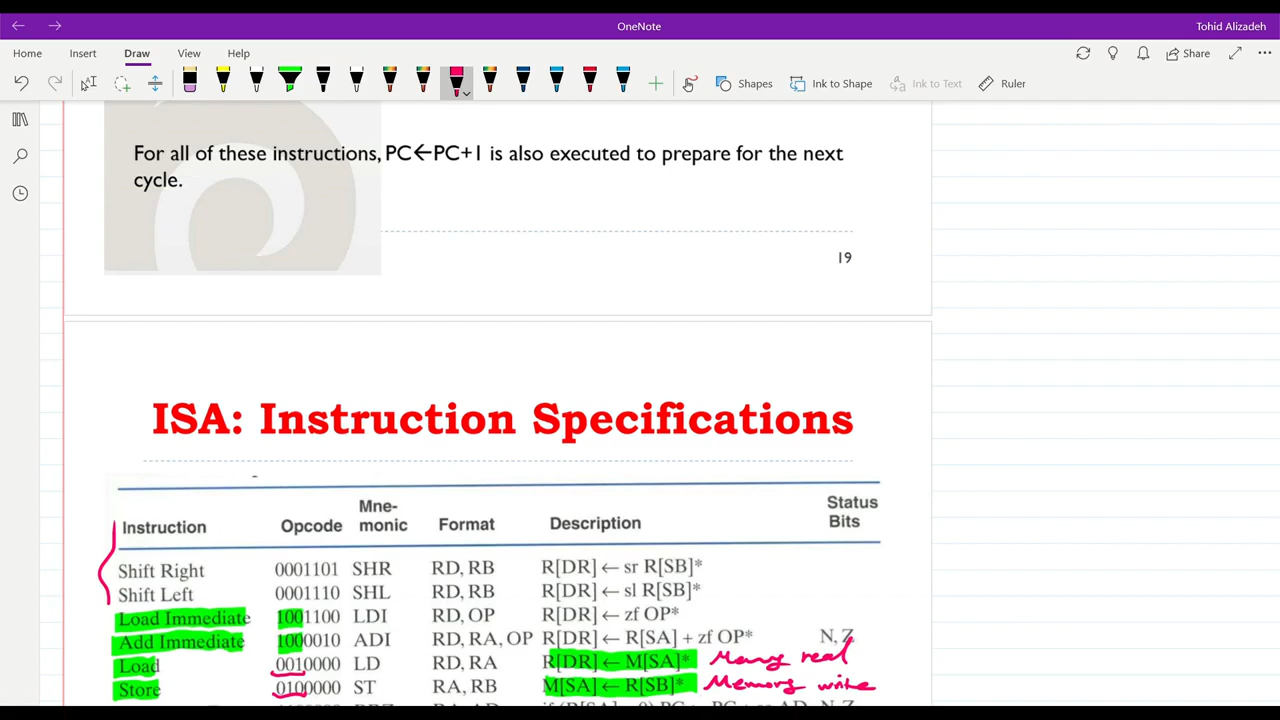 OneNote
Tohid Alizadeh
Home Insert Draw View Help
Share
Shapes Ink to Shape Ink to Text Ruler
For all of these instructions, PC←PC+1 is also executed to prepare for the next
cycle.
19
ISA: Instruction Specifications
Instruction Opcode Mne-monic Format Description Status Bits
Shift Right 0001101 SHR RD, RB R[DR] ← sr R[SB]*
Shift Left 0001110 SHL RD, RB R[DR] ← sl R[SB]*
Load Immediate 1001100 LDI RD, OP R[DR] ← zf OP*
Add Immediate 1000010 ADI RD, RA, OP R[DR] ← R[SA] + zf OP* N, Z
Load 0010000 LD RD, RA R[DR] ← M[SA]*
Store 0100000 ST RA, RB M[SA] ← R[SB]* Memory write